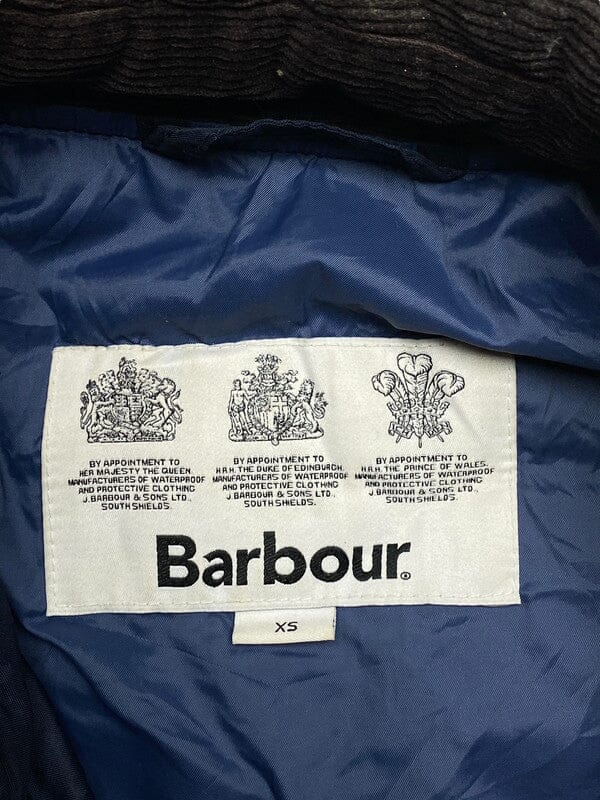 BY APPOINTMENT TO
HER MAJESTY THE QUEEN.
MANUFACTURERS OF WATERPROOF
AND PROTECTIVE CLOTHING
J.BARBOUR & SONS LTD.,
SOUTH SHIELDS.
BY APPOINTMENT TO
H.R.H. THE DUKE OF EDINBURGH.
MANUFACTURERS OF WATERPROOF
AND PROTECTIVE CLOTHING
J.BARBOUR & SONS LTD.,
SOUTH SHIELDS.
BY APPOINTMENT TO
H.R.H. THE PRINCE OF WALES.
MANUFACTURERS OF WATERPROOF
AND PROTECTIVE CLOTHING
J.BARBOUR & SONS LTD.,
SOUTH SHIELDS.
Barbour®
XS